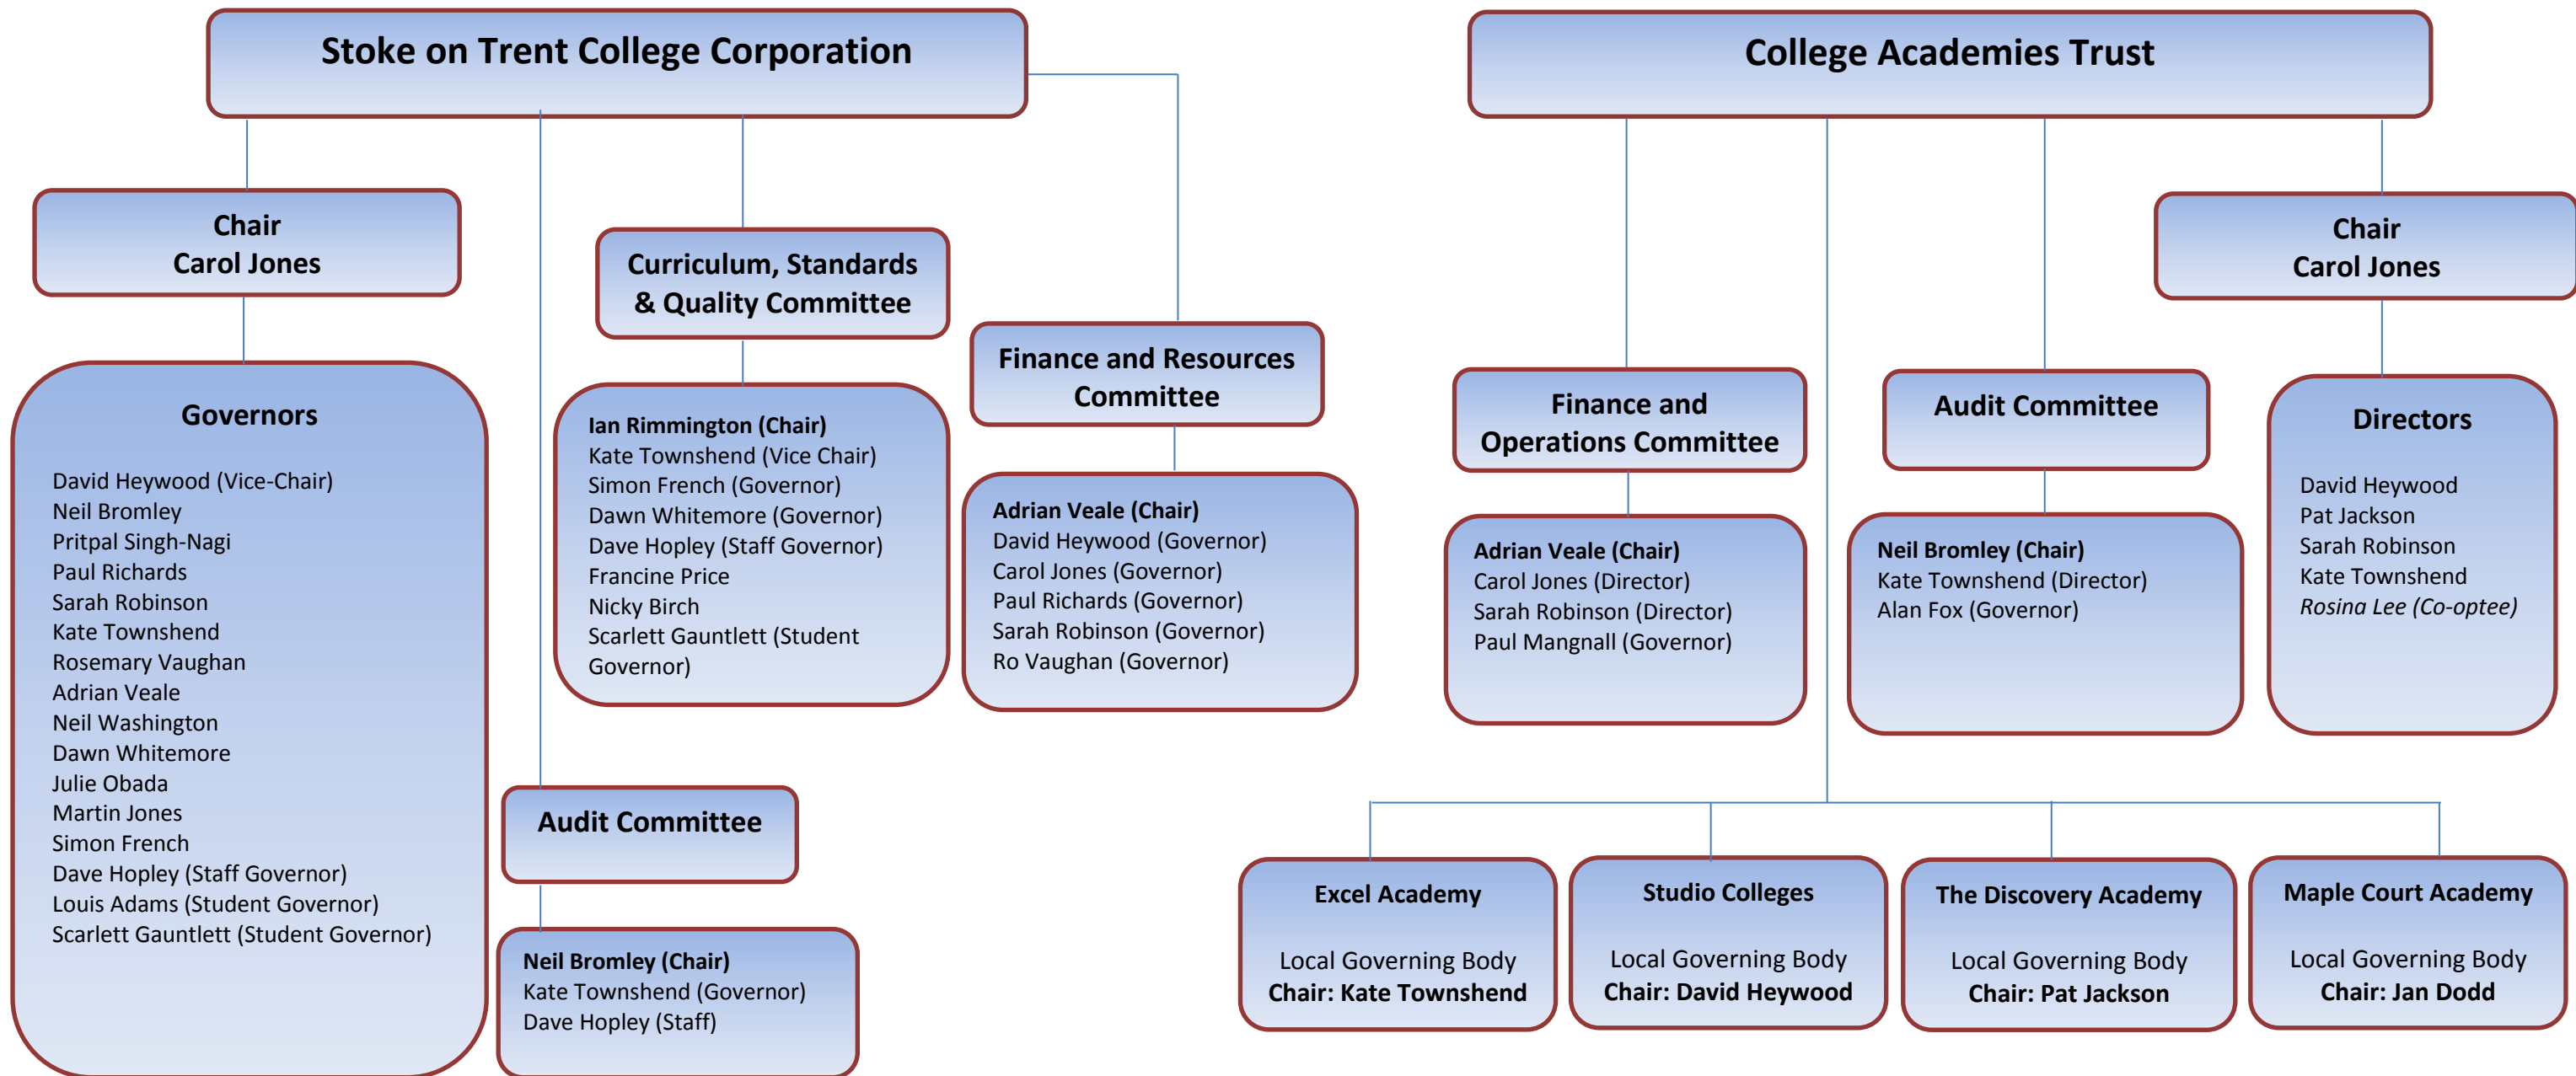 Stoke on Trent College Corporation
Chair
Carol Jones
Governors
David Heywood (Vice-Chair)
Neil Bromley
Pritpal Singh-Nagi
Paul Richards
Sarah Robinson
Kate Townshend
Rosemary Vaughan
Adrian Veale
Neil Washington
Dawn Whitemore
Julie Obada
Martin Jones
Simon French
Dave Hopley (Staff Governor)
Louis Adams (Student Governor)
Scarlett Gauntlett (Student Governor)
Audit Committee
Neil Bromley (Chair)
Kate Townshend (Governor)
Dave Hopley (Staff)
Curriculum, Standards
& Quality Committee
Ian Rimmington (Chair)
Kate Townshend (Vice Chair)
Simon French (Governor)
Dawn Whitemore (Governor)
Dave Hopley (Staff Governor)
Francine Price
Nicky Birch
Scarlett Gauntlett (Student
Governor)
Finance and Resources
Committee
Adrian Veale (Chair)
David Heywood (Governor)
Carol Jones (Governor)
Paul Richards (Governor)
Sarah Robinson (Governor)
Ro Vaughan (Governor)
College Academies Trust
Finance and
Operations Committee
Adrian Veale (Chair)
Carol Jones (Director)
Sarah Robinson (Director)
Paul Mangnall (Governor)
Audit Committee
Neil Bromley (Chair)
Kate Townshend (Director)
Alan Fox (Governor)
Chair
Carol Jones
Directors
David Heywood
Pat Jackson
Sarah Robinson
Kate Townshend
Rosina Lee (Co-optee)
Excel Academy
Local Governing Body
Chair: Kate Townshend
Studio Colleges
Local Governing Body
Chair: David Heywood
The Discovery Academy
Local Governing Body
Chair: Pat Jackson
Maple Court Academy
Local Governing Body
Chair: Jan Dodd